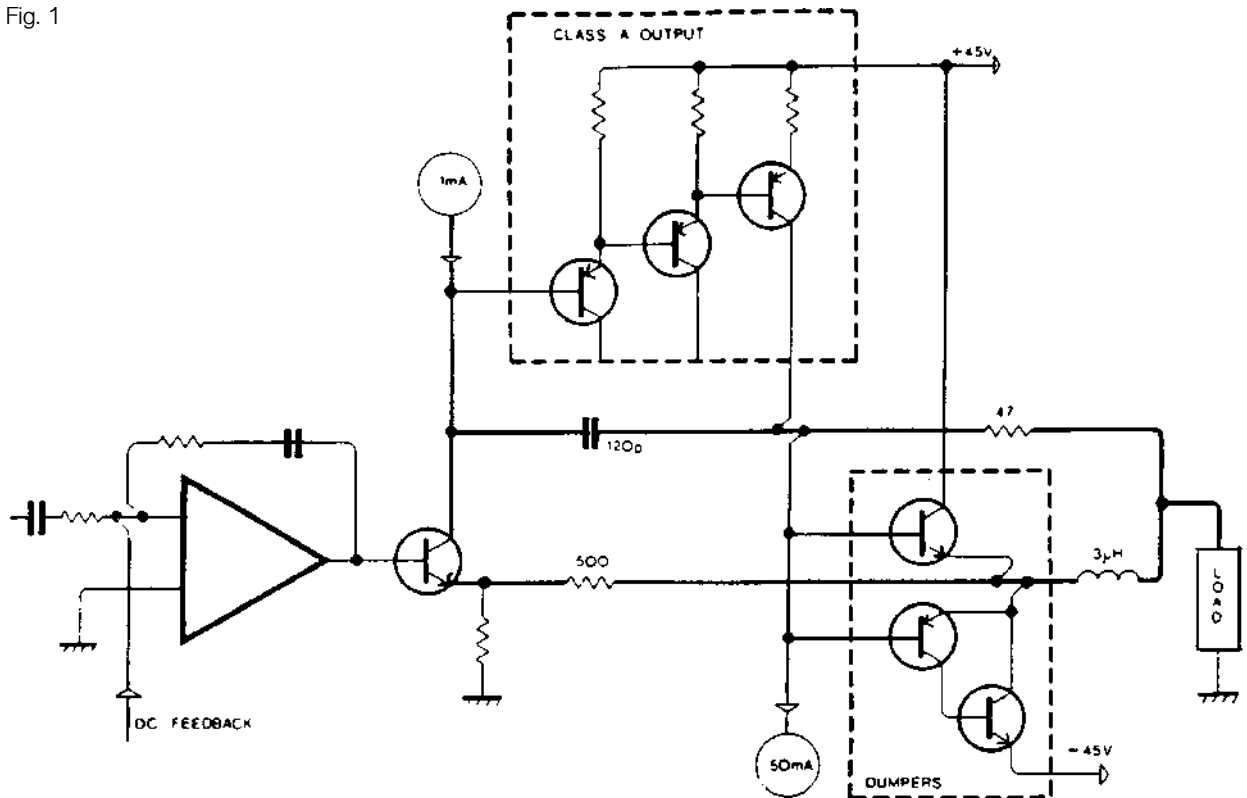 Fig. 1
CLASS A OUTPUT
+45V
1mA
47
120p
500
3µH
LOAD
DC FEEDBACK
50mA
-45V
DUMPERS